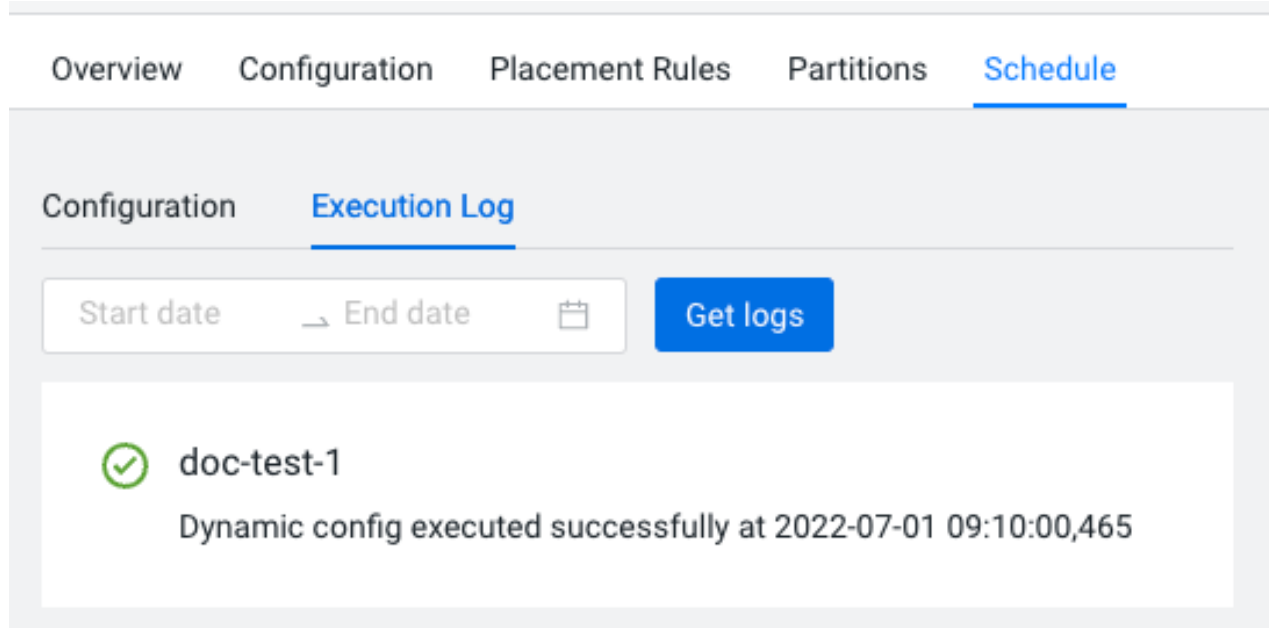 Overview Configuration Placement Rules Partitions Schedule
Configuration Execution Log
Start date End date Get logs
doc-test-1
Dynamic config executed successfully at 2022-07-01 09:10:00,465